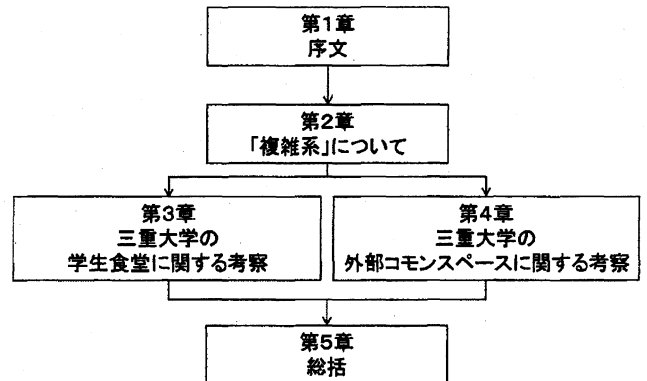 第1章
序文
第2章
「複雑系」について
第3章
三重大学の
学生食堂に関する考察
第4章
三重大学の
外部コモンスペースに関する考察
第5章
総括